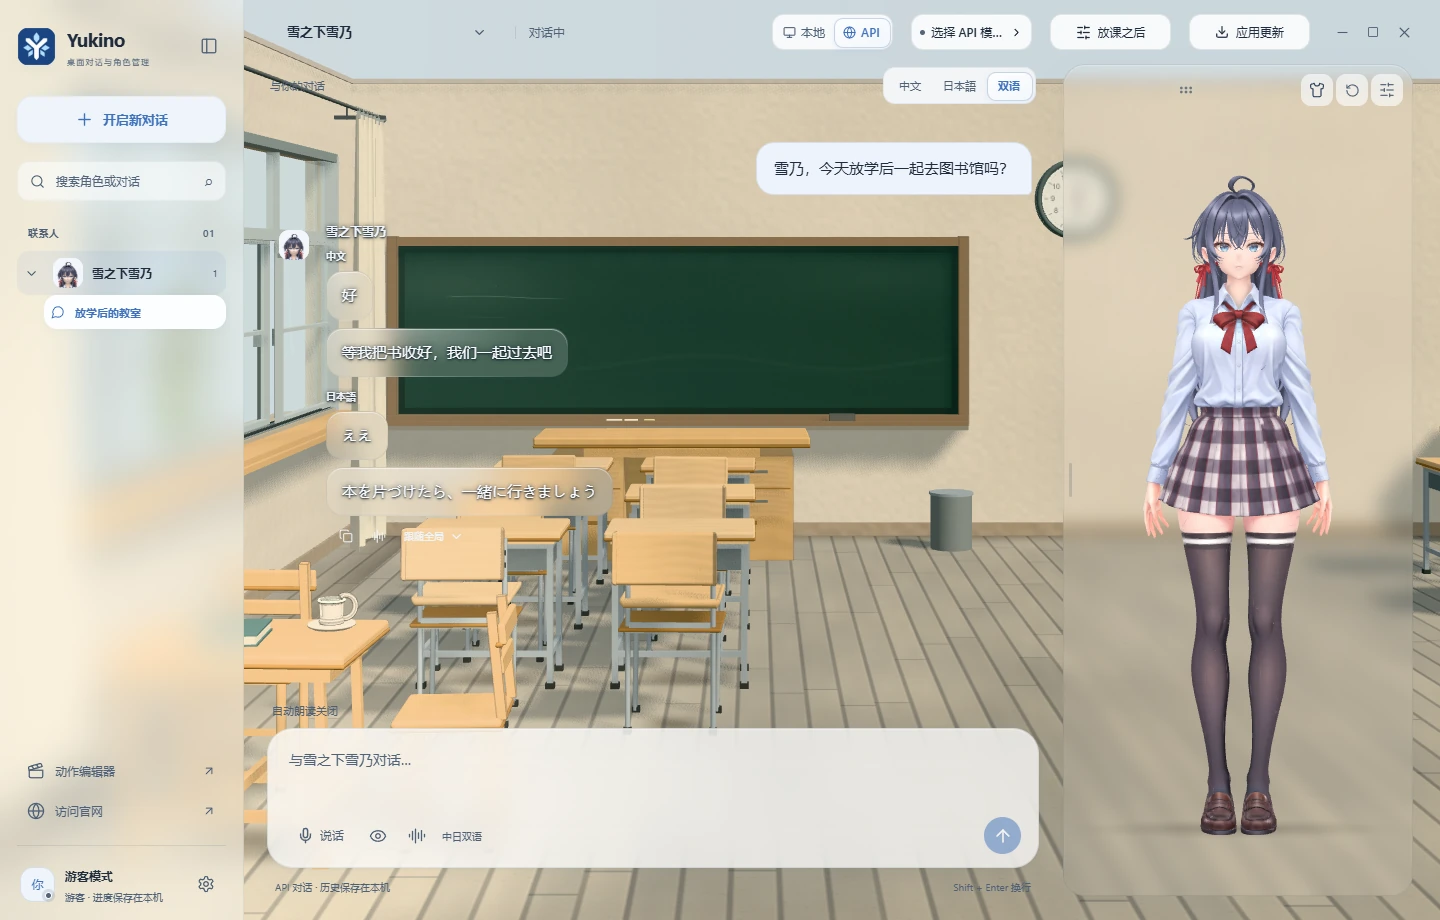 Yukino
桌面对话与角色管理
开启新对话
搜索角色或对话
联系人 01
雪之下雪乃 1
放学后的教室
动作编辑器
访问官网
你
游客模式
游客 · 进度保存在本机
雪之下雪乃 对话中
本地 API
选择 API 模...
放课之后
应用更新
与你的对话
中文 日本語 双语
雪乃，今天放学后一起去图书馆吗？
雪之下雪乃
中文
好
等我把书收好，我们一起过去吧
日本語
ええ
本を片づけたら、一緒に行きましょう
跟随全局
自动朗读关闭
与雪之下雪乃对话...
说话 中日双语
API 对话 · 历史保存在本机
Shift + Enter 换行
10
9
8